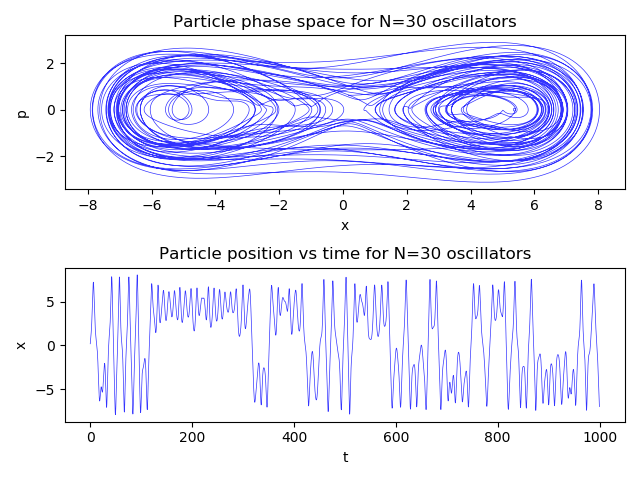 Particle phase space for N=30 oscillators
2
0
−2
p
−8 −6 −4 −2 0 2 4 6 8
x
Particle position vs time for N=30 oscillators
5
0
−5
x
0 200 400 600 800 1000
t